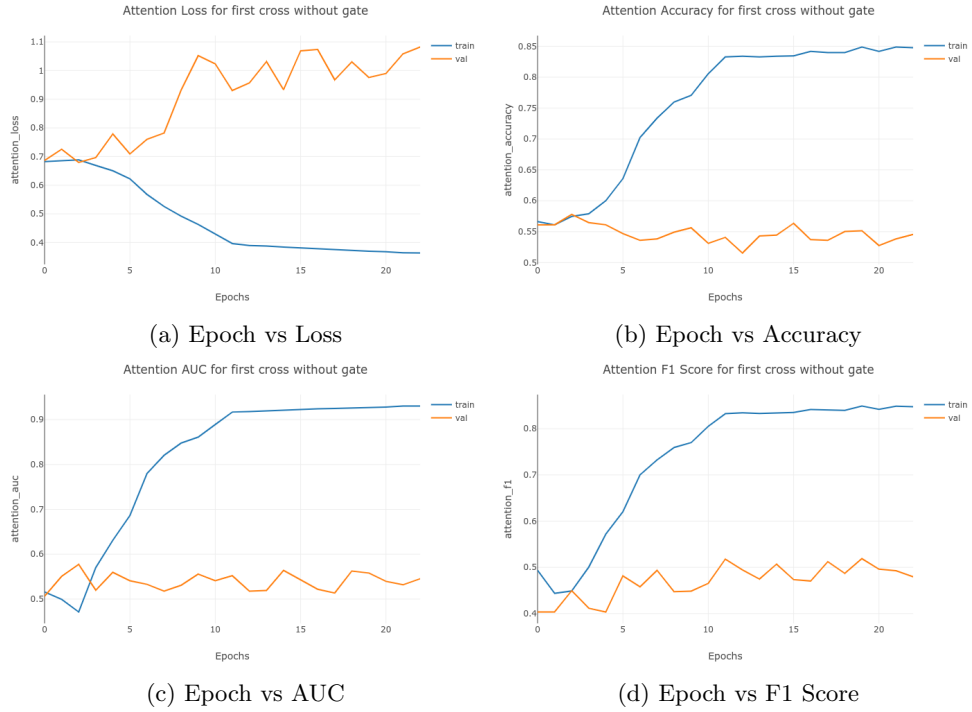 Attention Loss for first cross without gate
train
val
attention_loss
1.1
1
0.9
0.8
0.7
0.6
0.5
0.4
0
5
10
15
20
Epochs
(a) Epoch vs Loss
Attention Accuracy for first cross without gate
train
val
attention_accuracy
0.85
0.8
0.75
0.7
0.65
0.6
0.55
0.5
0
5
10
15
20
Epochs
(b) Epoch vs Accuracy
Attention AUC for first cross without gate
train
val
attention_auc
0.9
0.8
0.7
0.6
0.5
0
5
10
15
20
Epochs
(c) Epoch vs AUC
Attention F1 Score for first cross without gate
train
val
attention_f1
0.8
0.7
0.6
0.5
0.4
0
5
10
15
20
Epochs
(d) Epoch vs F1 Score